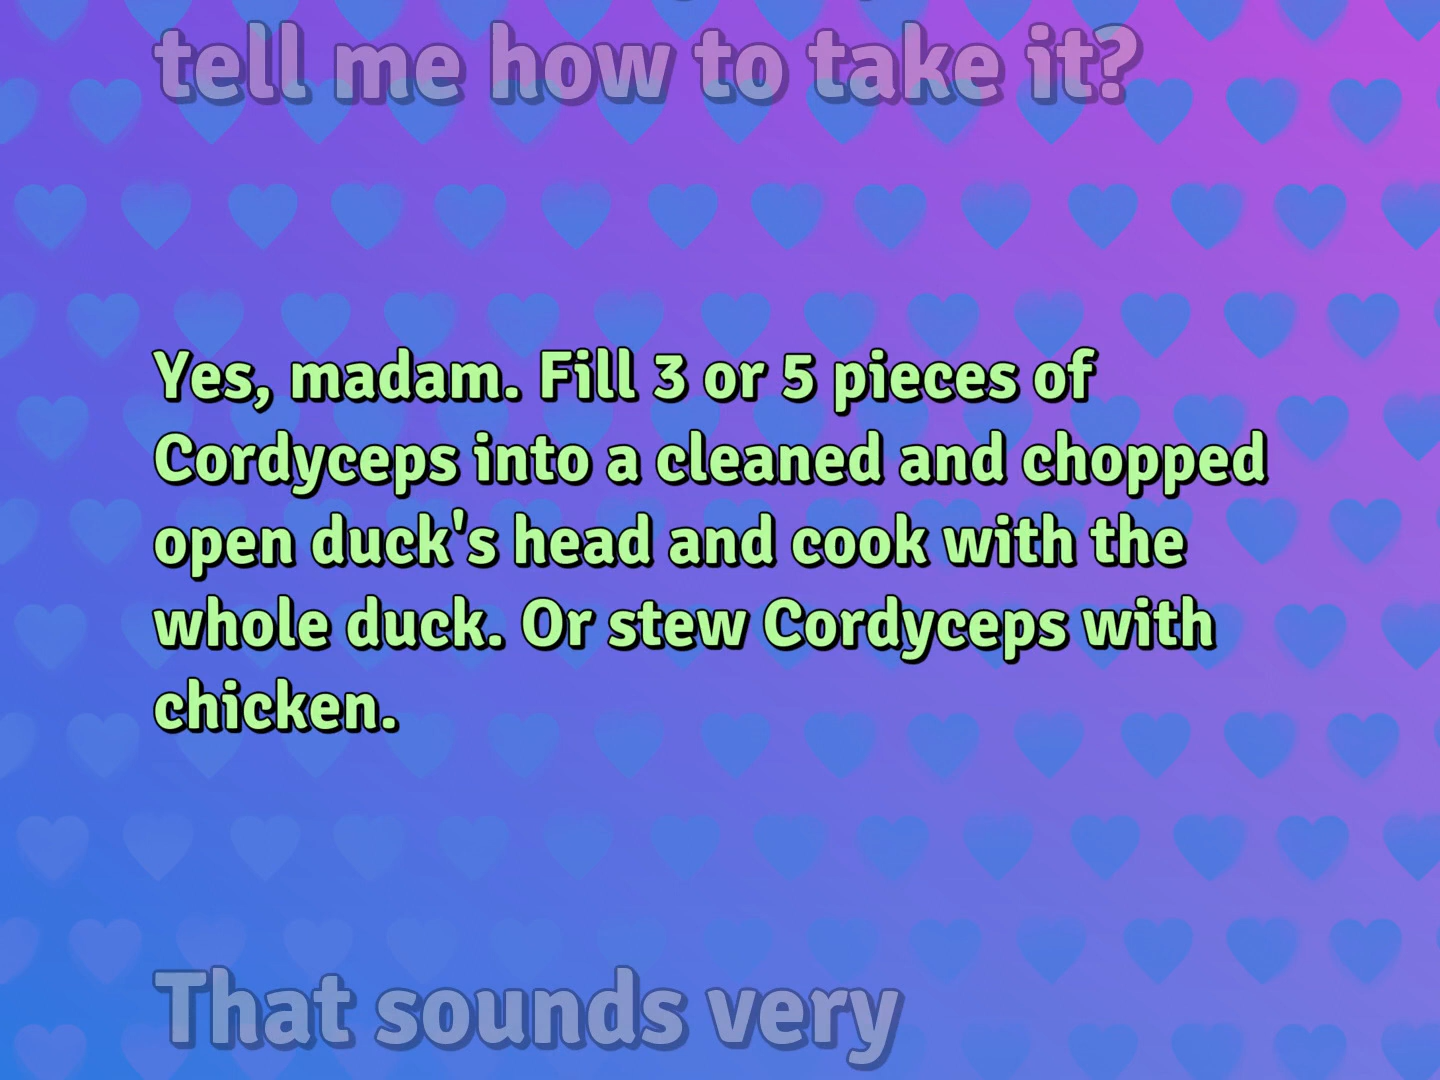 tell me how to take it?
Yes, madam. Fill 3 or 5 pieces of
Cordyceps into a cleaned and chopped
open duck's head and cook with the
whole duck. Or stew Cordyceps with
chicken.
That sounds very